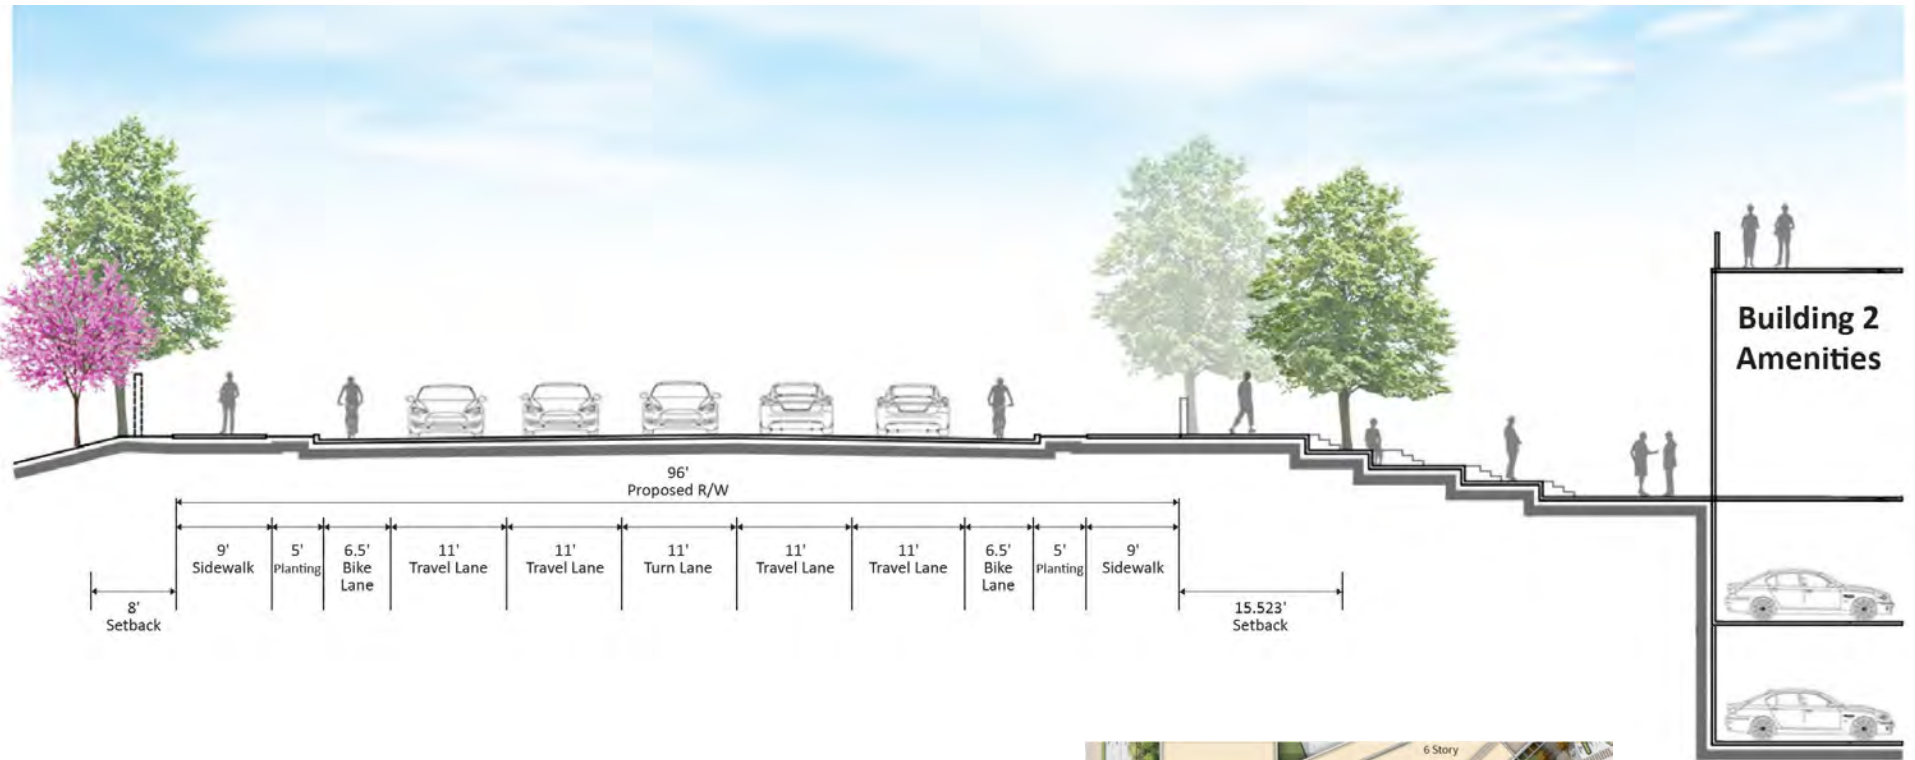 Building 2
Amenities
96'
Proposed R/W
9'
Sidewalk
5'
Planting
6.5'
Bike
Lane
11'
Travel Lane
11'
Travel Lane
11'
Turn Lane
11'
Travel Lane
11'
Travel Lane
6.5'
Bike
Lane
5'
Planting
9'
Sidewalk
8'
Setback
15.523'
Setback
6 Story